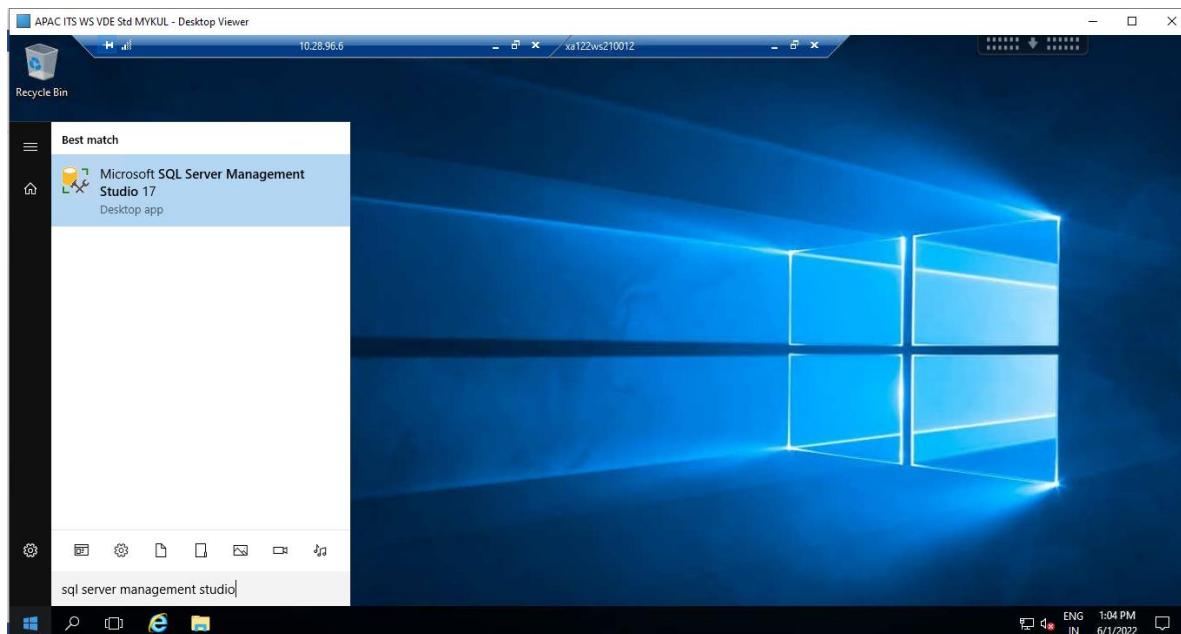 APAC ITS WS VDE Std MYKUL - Desktop Viewer
10.28.96.6
xa122ws210012
Recycle Bin
Best match
Microsoft SQL Server Management
Studio 17
Desktop app
sql server management studio
ENG
IN
1:04 PM
6/1/2022